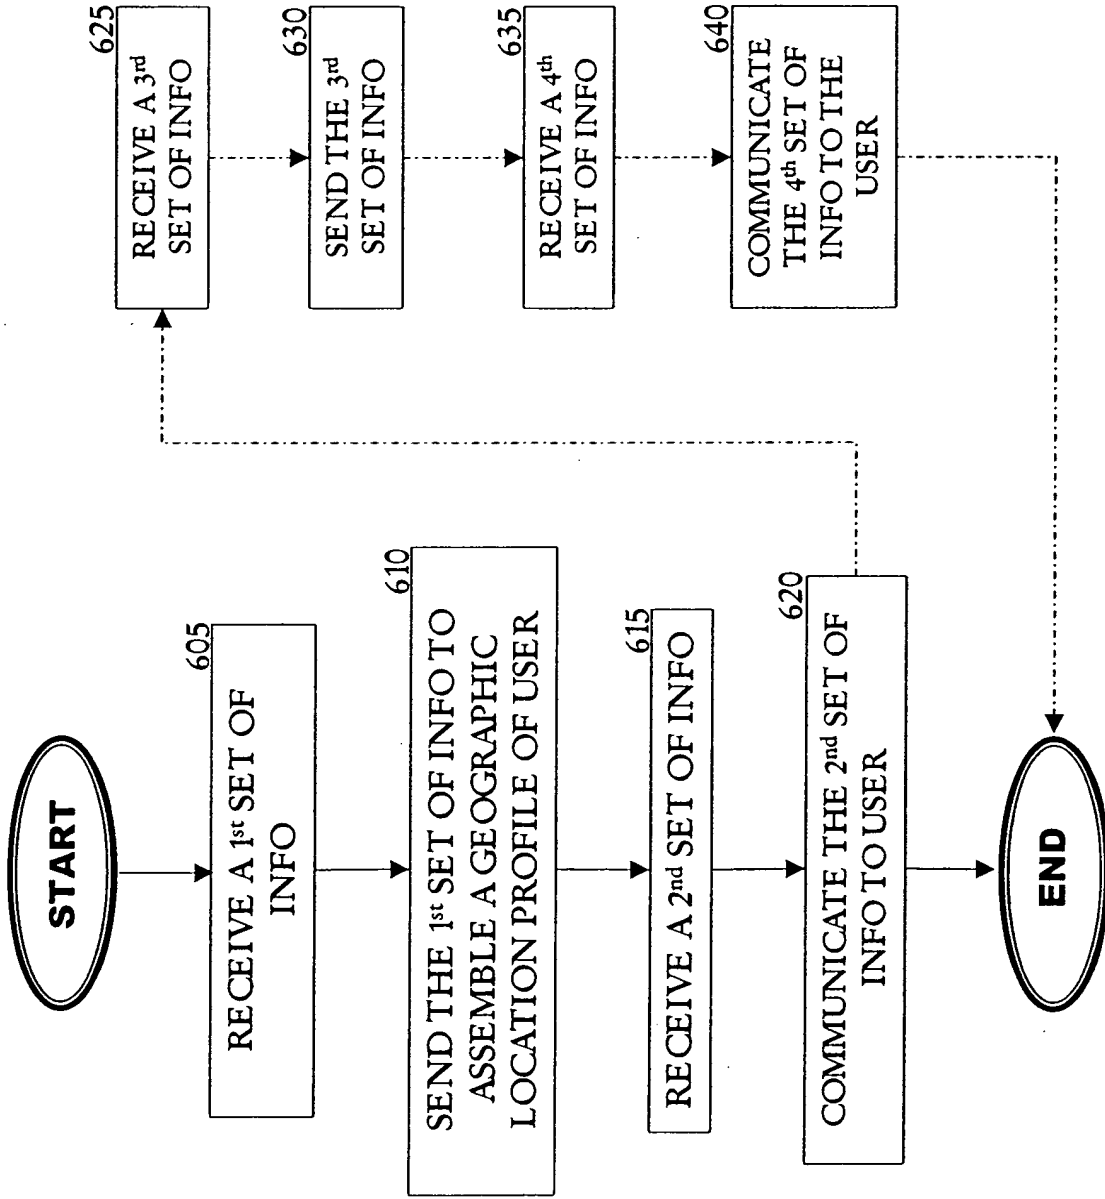 START
605
RECEIVE A 1st SET OF
INFO
610
SEND THE 1st SET OF INFO TO
ASSEMBLE A GEOGRAPHIC
LOCATION PROFILE OF USER
615
RECEIVE A 2nd SET OF INFO
620
COMMUNICATE THE 2nd SET OF
INFO TO USER
END
625
RECEIVE A 3rd
SET OF INFO
630
SEND THE 3rd
SET OF INFO
635
RECEIVE A 4th
SET OF INFO
640
COMMUNICATE
THE 4th SET OF
INFO TO THE
USER